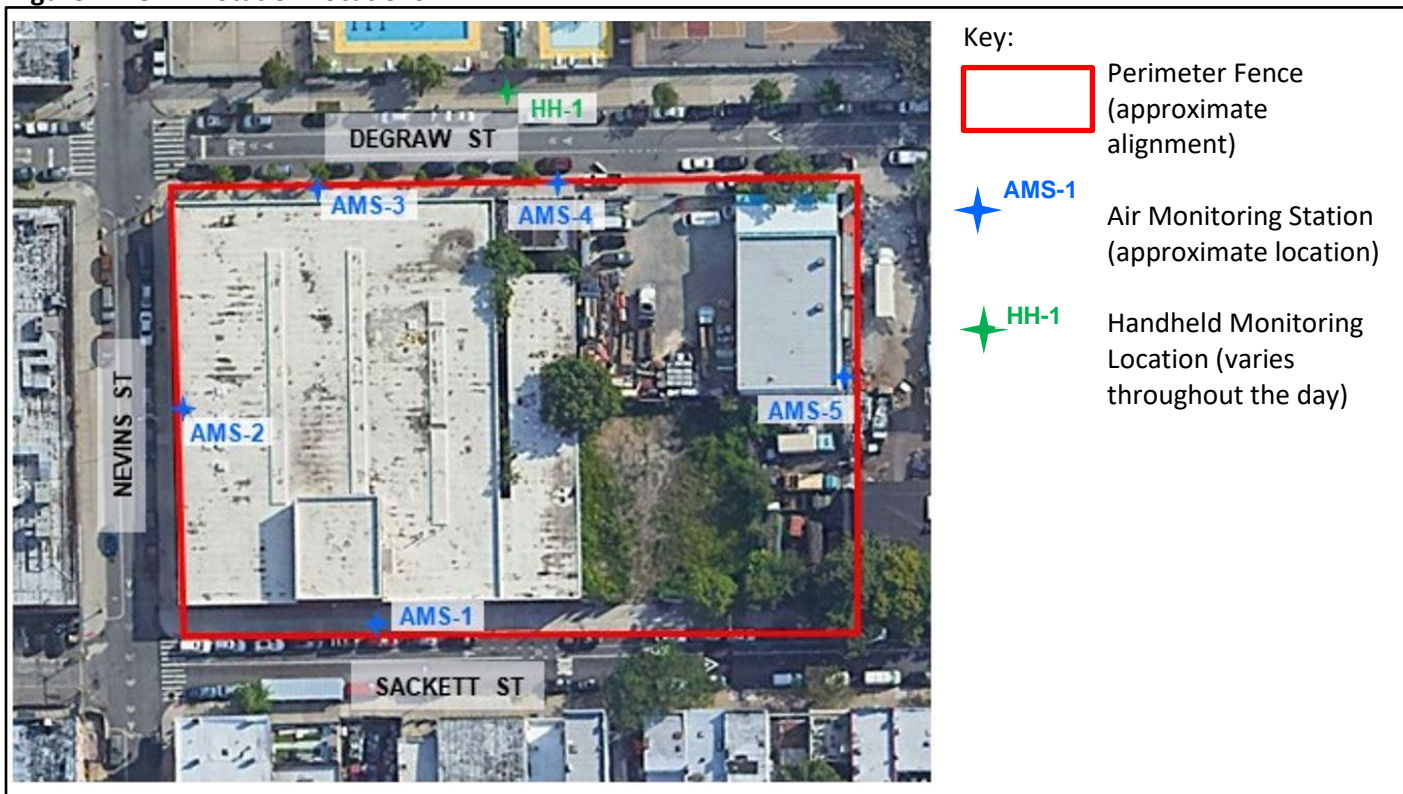 Key:
Perimeter Fence
(approximate
alignment)
AMS-1
Air Monitoring Station
(approximate location)
HH-1
Handheld Monitoring
Location (varies
throughout the day)
HH-1
DEGRAW ST
AMS-3
AMS-4
AMS-5
AMS-2
NEVINS ST
AMS-1
SACKETT ST